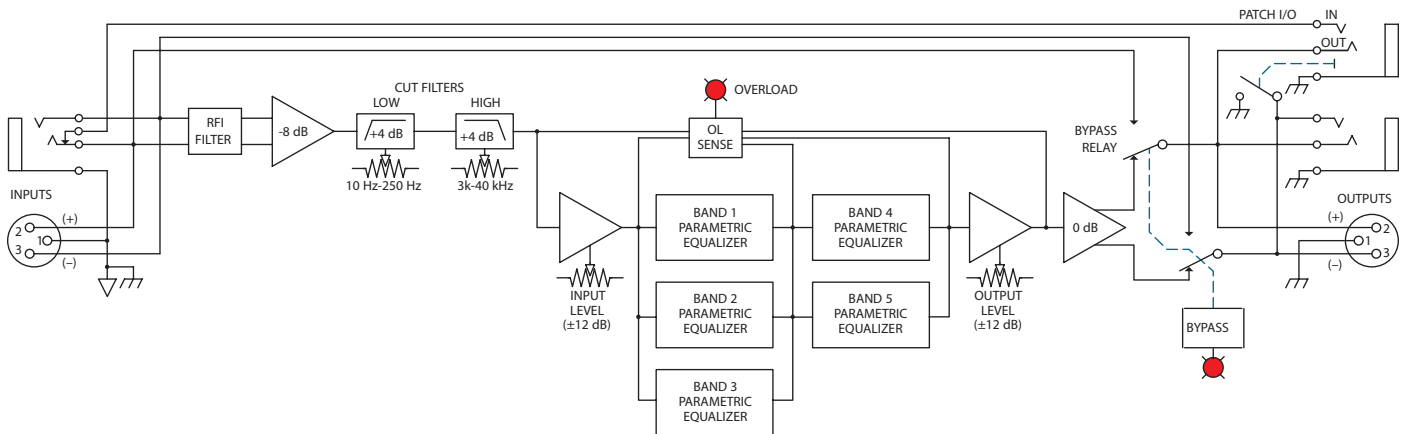 PATCH I/O
IN
OUT
CUT FILTERS
LOW
HIGH
OVERLOAD
RFI
FILTER
-8 dB
+4 dB
+4 dB
OL
SENSE
BYPASS
RELAY
10 Hz-250 Hz
3k-40 kHz
INPUTS
2
1
3
(+)
(–)
BAND 1
PARAMETRIC
EQUALIZER
BAND 4
PARAMETRIC
EQUALIZER
0 dB
OUTPUTS
(+)
(–)
2
1
3
INPUT
LEVEL
(±12 dB)
BAND 2
PARAMETRIC
EQUALIZER
BAND 5
PARAMETRIC
EQUALIZER
OUTPUT
LEVEL
(±12 dB)
BYPASS
BAND 3
PARAMETRIC
EQUALIZER